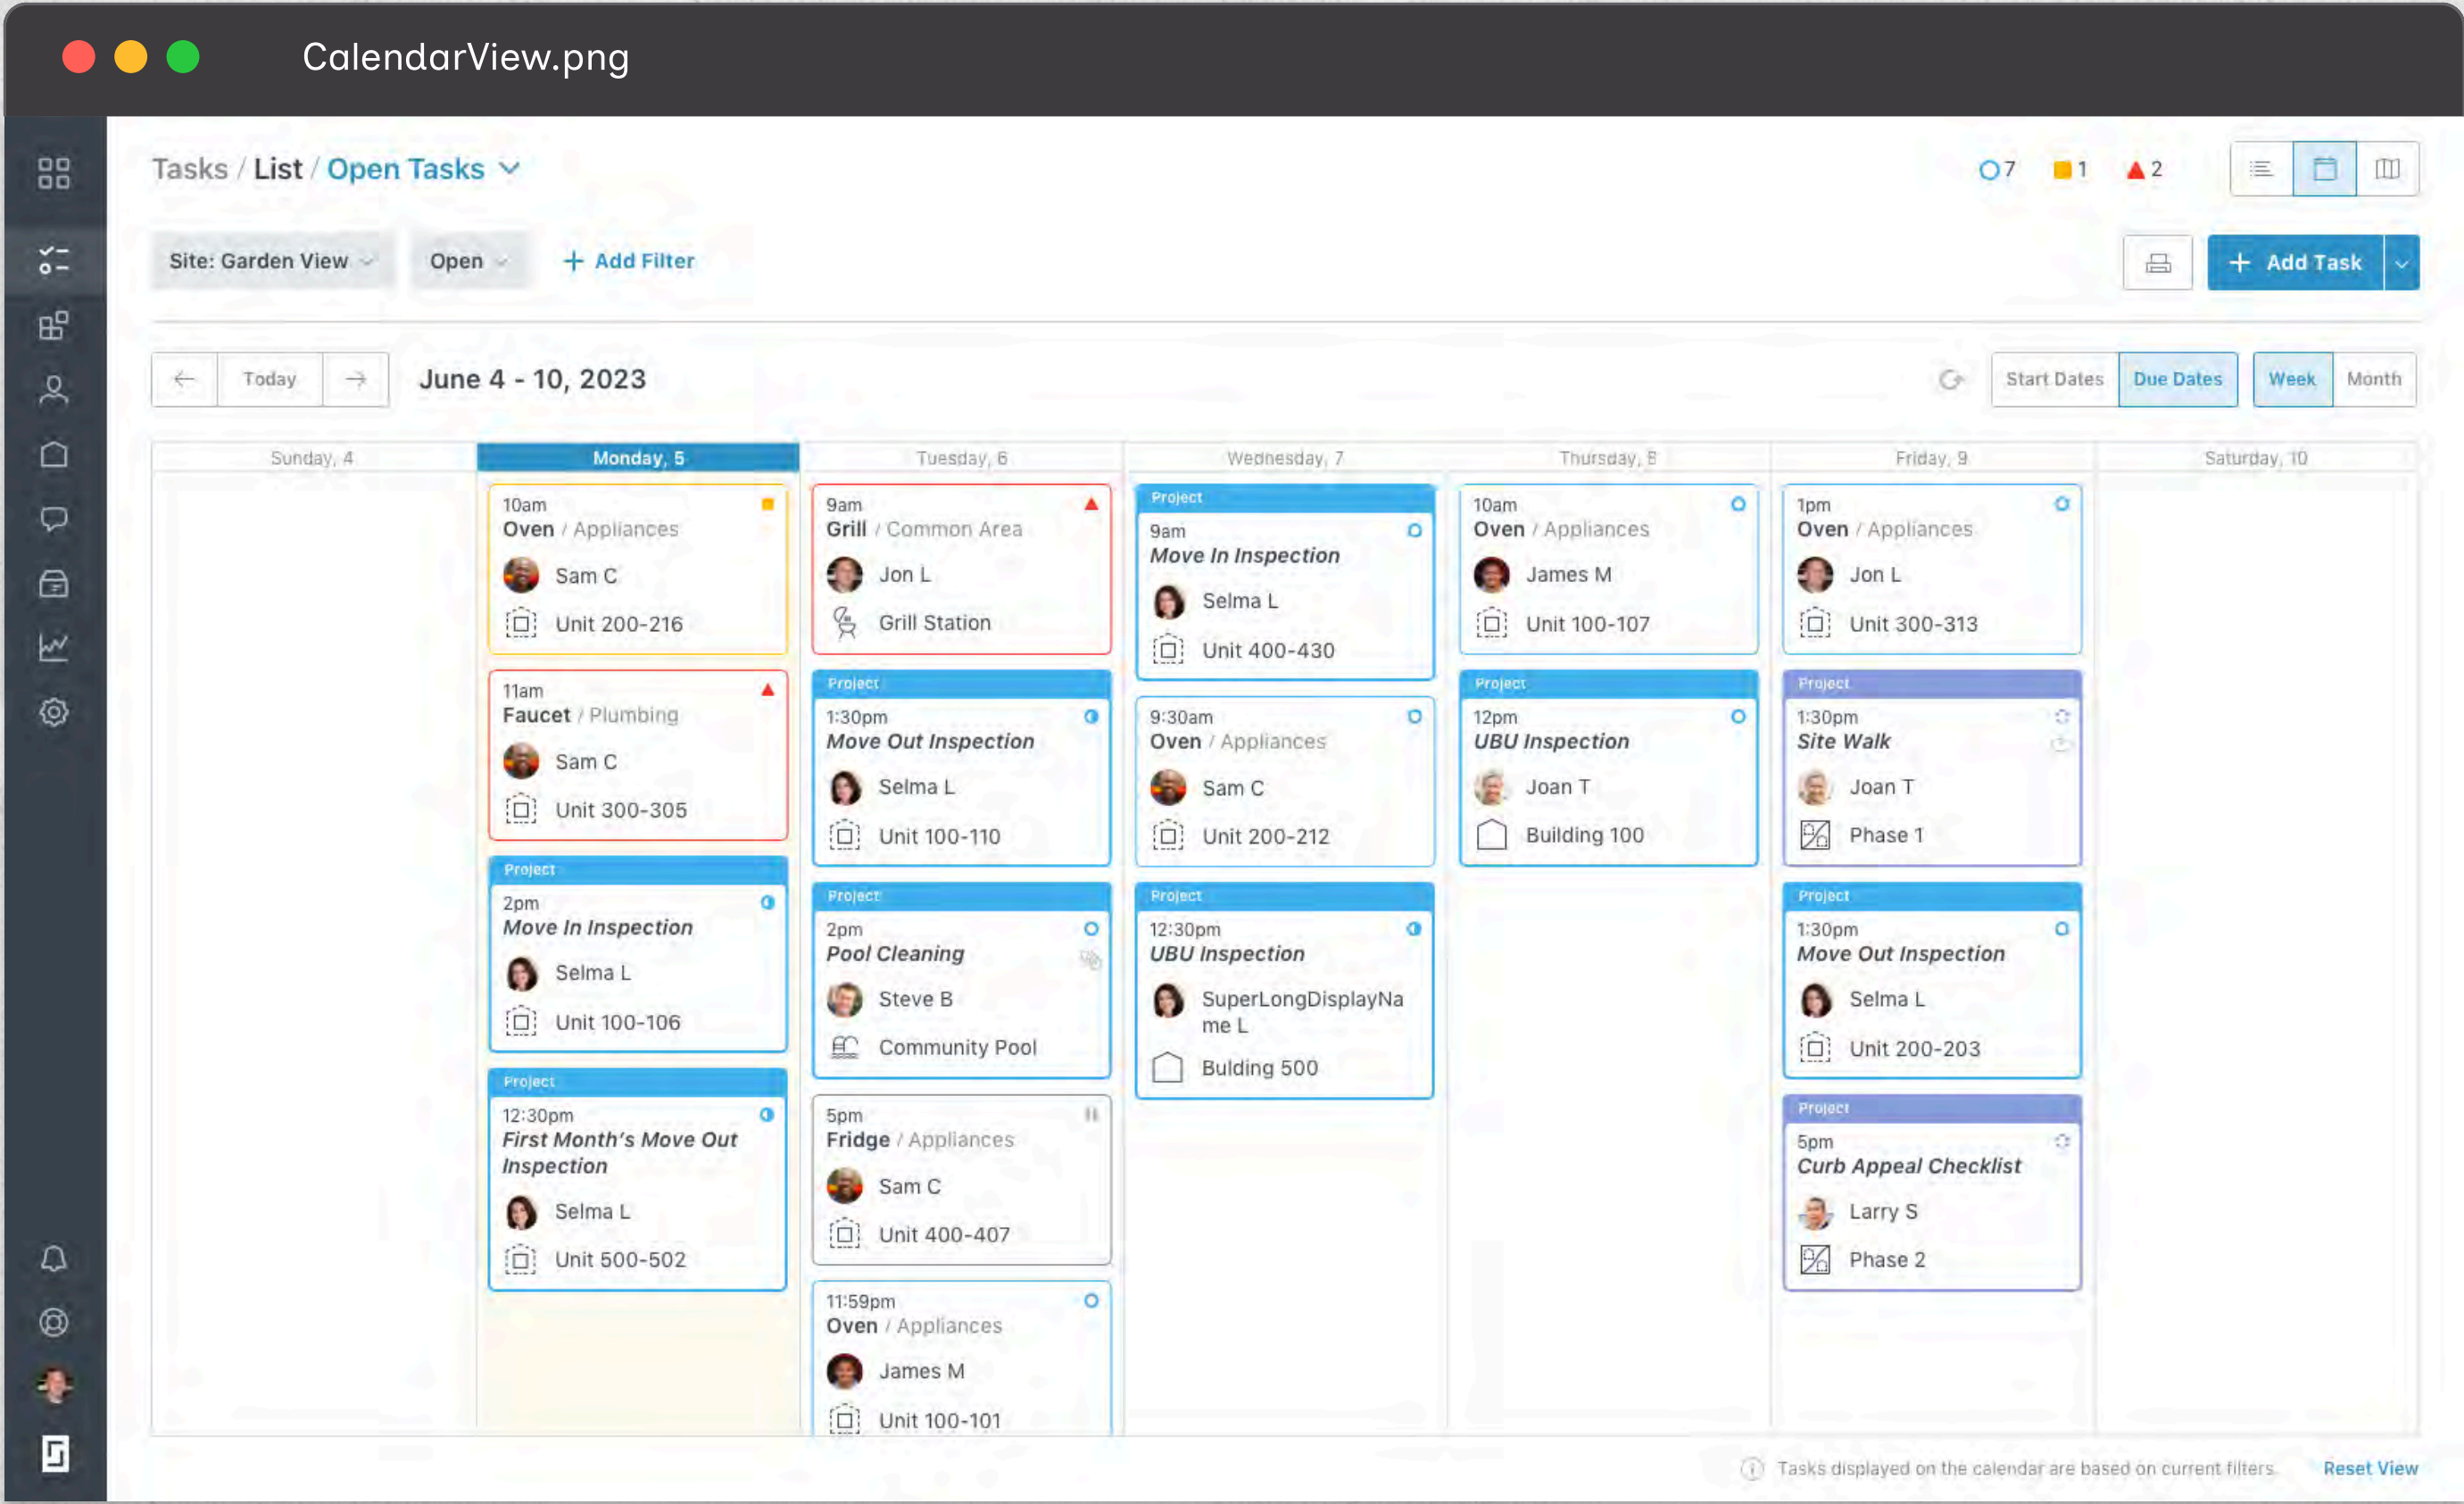 CalendarView.png
Tasks / List / Open Tasks
7
1
2
Site: Garden View
Open
+ Add Filter
+ Add Task
Today
June 4 - 10, 2023
Start Dates
Due Dates
Week
Month
Sunday, 4
Monday, 5
Tuesday, 6
Wednesday, 7
Thursday, 8
Friday, 9
Saturday, 10
10am
Oven / Appliances
Sam C
Unit 200-216
11am
Faucet / Plumbing
Sam C
Unit 300-305
Project
2pm
Move In Inspection
Selma L
Unit 100-106
Project
12:30pm
First Month's Move Out
Inspection
Selma L
Unit 500-502
9am
Grill / Common Area
Jon L
Grill Station
Project
1:30pm
Move Out Inspection
Selma L
Unit 100-110
Project
2pm
Pool Cleaning
Steve B
Community Pool
5pm
Fridge / Appliances
Sam C
Unit 400-407
11:59pm
Oven / Appliances
James M
Unit 100-101
Project
9am
Move In Inspection
Selma L
Unit 400-430
9:30am
Oven / Appliances
Sam C
Unit 200-212
Project
12:30pm
UBU Inspection
SuperLongDisplayNa
me L
Bulding 500
10am
Oven / Appliances
James M
Unit 100-107
Project
12pm
UBU Inspection
Joan T
Building 100
1pm
Oven / Appliances
Jon L
Unit 300-313
Project
1:30pm
Site Walk
Joan T
Phase 1
Project
1:30pm
Move Out Inspection
Selma L
Unit 200-203
Project
5pm
Curb Appeal Checklist
Larry S
Phase 2
Tasks displayed on the calendar are based on current filters.
Reset View